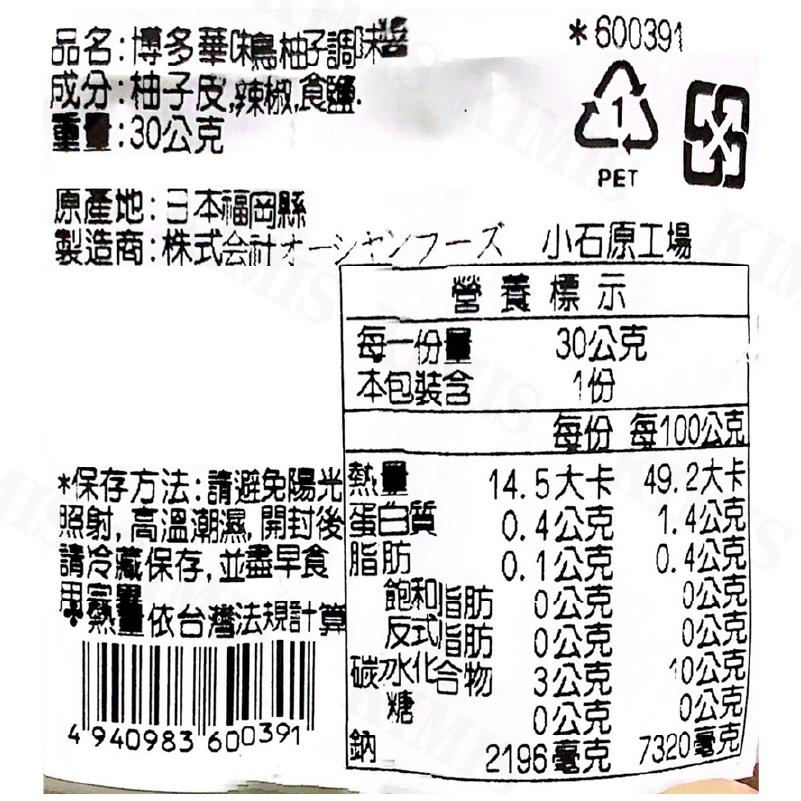 品名:博多華味鳥柚子調味醬
成分:柚子皮,辣椒,食鹽.
重量:30公克
*600391
1
PET
原產地:日本福岡縣
製造商:株式会社オーシャンフーズ 小石原工場
營養標示
每一份量 30公克
本包裝含 1份
每份 每100公克
熱量 14.5大卡 49.2大卡
蛋白質 0.4公克 1.4公克
脂肪 0.1公克 0.4公克
飽和脂肪 0公克 0公克
反式脂肪 0公克 0公克
碳水化合物 3公克 10公克
糖 0公克 0公克
鈉 2196毫克 7320毫克
*保存方法:請避免陽光
照射,高溫潮濕,開封後
請冷藏保存,並盡早食
用完畢
*熱量依台灣法規計算
4 940983 600391
KIMIS